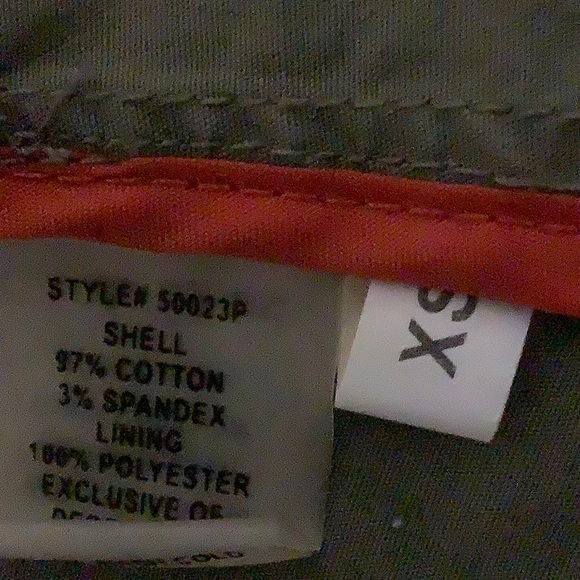 STYLE# 50023P
SHELL
97% COTTON
3% SPANDEX
LINING
100% POLYESTER
EXCLUSIVE OF
XS